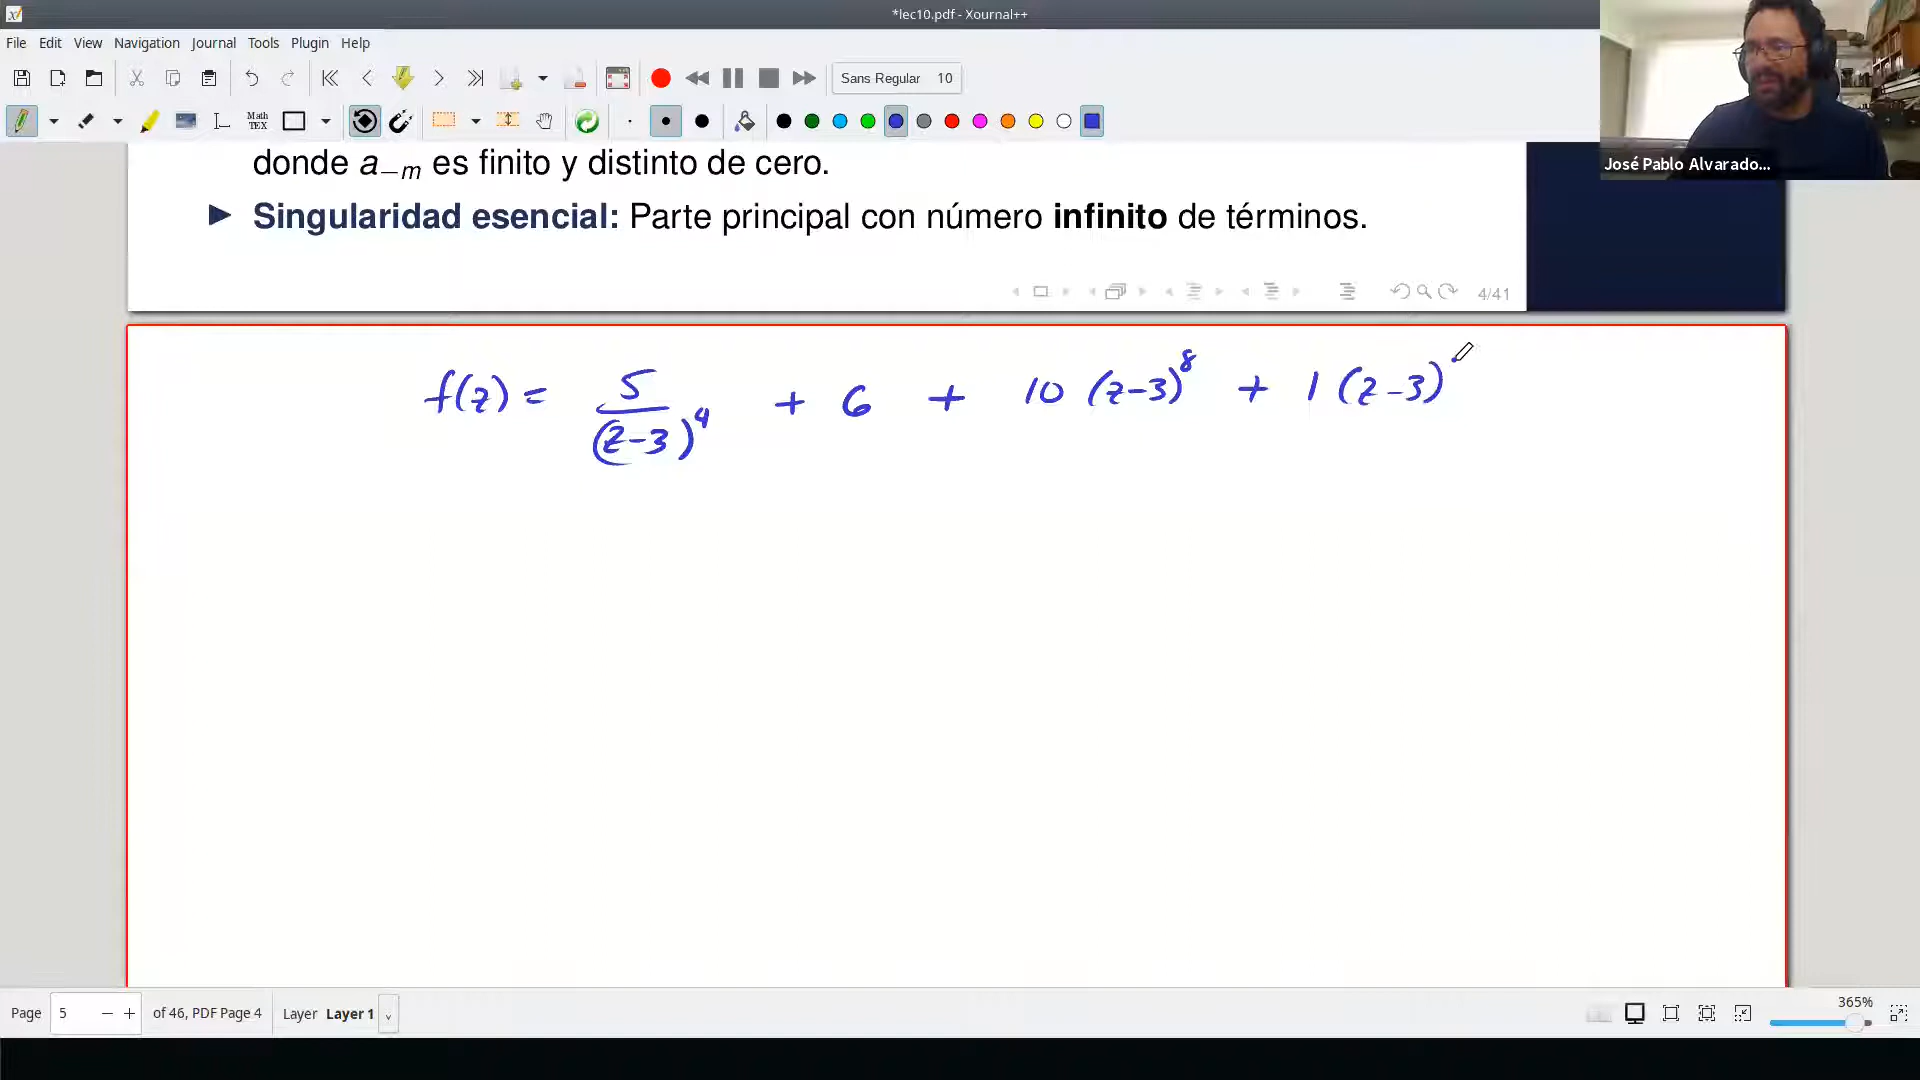 *lec10.pdf - Xournal++
File Edit View Navigation Journal Tools Plugin Help
Sans Regular 10
Math
TEX
José Pablo Alvarado...
donde a₋ₘ es finito y distinto de cero.
Singularidad esencial: Parte principal con número infinito de términos.
4/41
f(z) = 5/(z-3)⁴ + 6 + 10 (z-3)⁸ + 1 (z-3)
Page 5 of 46, PDF Page 4 Layer Layer 1 365%